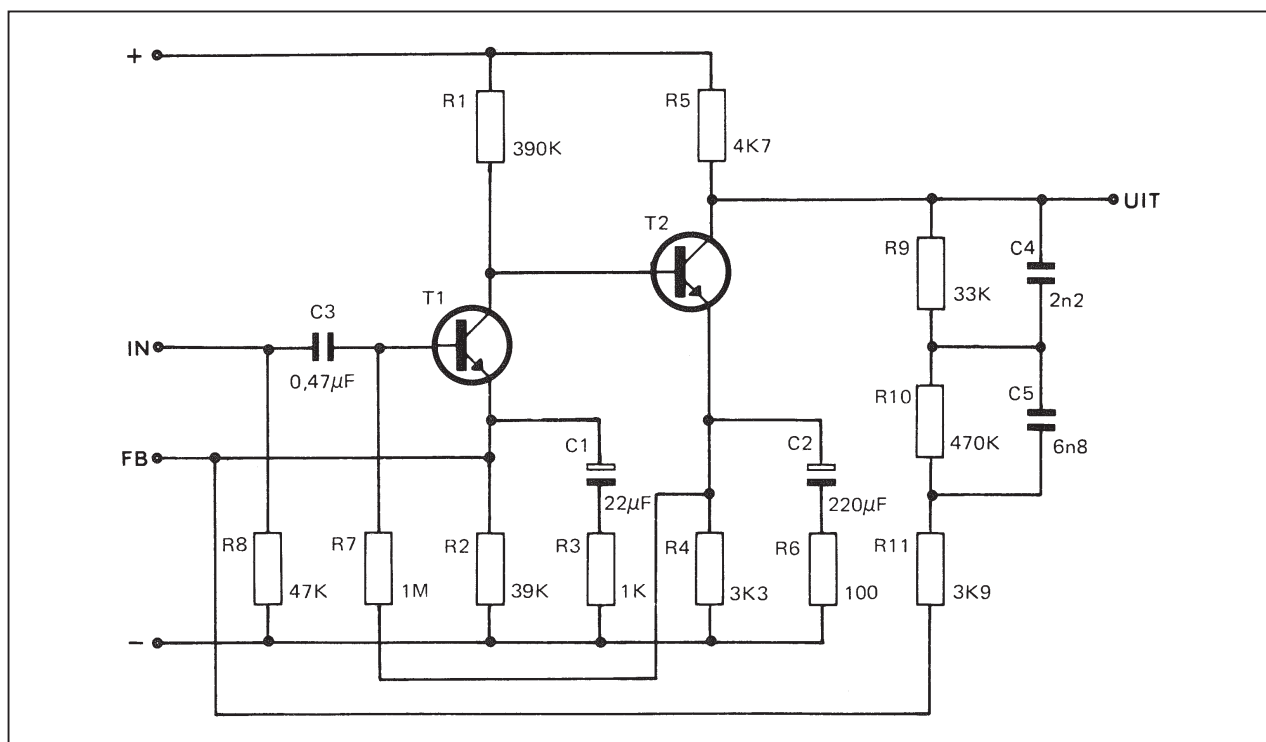 +
R1
390K
R5
4K7
UIT
T2
R9
33K
C4
2n2
T1
C3
IN
0,47µF
R10
470K
C5
6n8
FB
C1
22µF
C2
220µF
R8
47K
R7
1M
R2
39K
R3
1K
R4
3K3
R6
100
R11
3K9
-